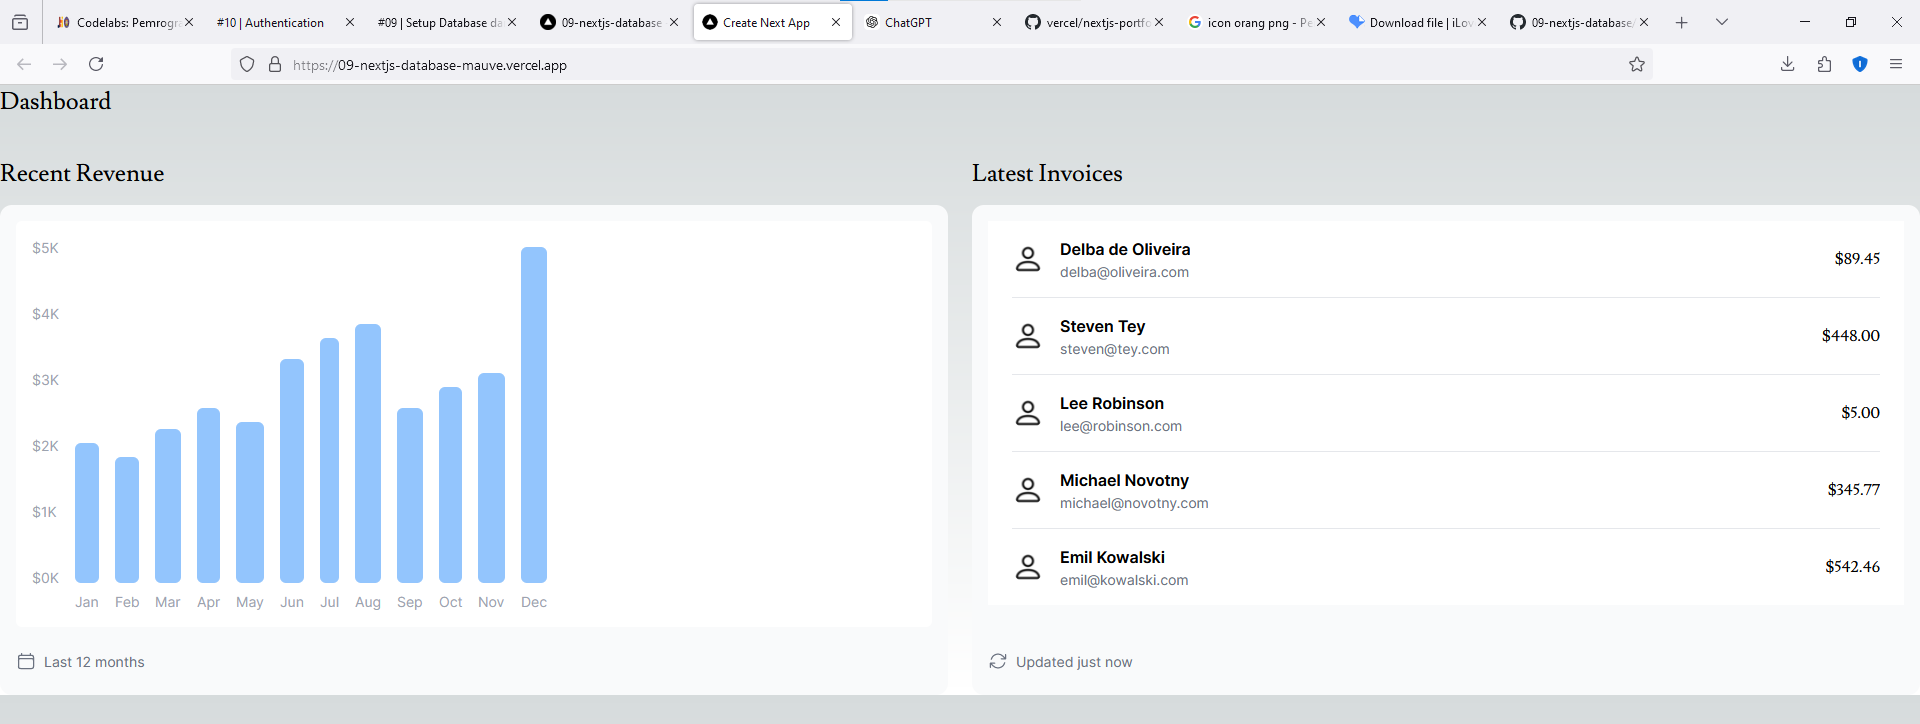 Codelabs: Pemrogra
#10 | Authentication
#09 | Setup Database da
09-nextjs-database
Create Next App
ChatGPT
vercel/nextjs-portfo
icon orang png - Pe
Download file | iLov
09-nextjs-database/
https://09-nextjs-database-mauve.vercel.app
Dashboard
Recent Revenue
$5K
$4K
$3K
$2K
$1K
$0K
Jan Feb Mar Apr May Jun Jul Aug Sep Oct Nov Dec
Last 12 months
Latest Invoices
Delba de Oliveira
delba@oliveira.com
$89.45
Steven Tey
steven@tey.com
$448.00
Lee Robinson
lee@robinson.com
$5.00
Michael Novotny
michael@novotny.com
$345.77
Emil Kowalski
emil@kowalski.com
$542.46
Updated just now